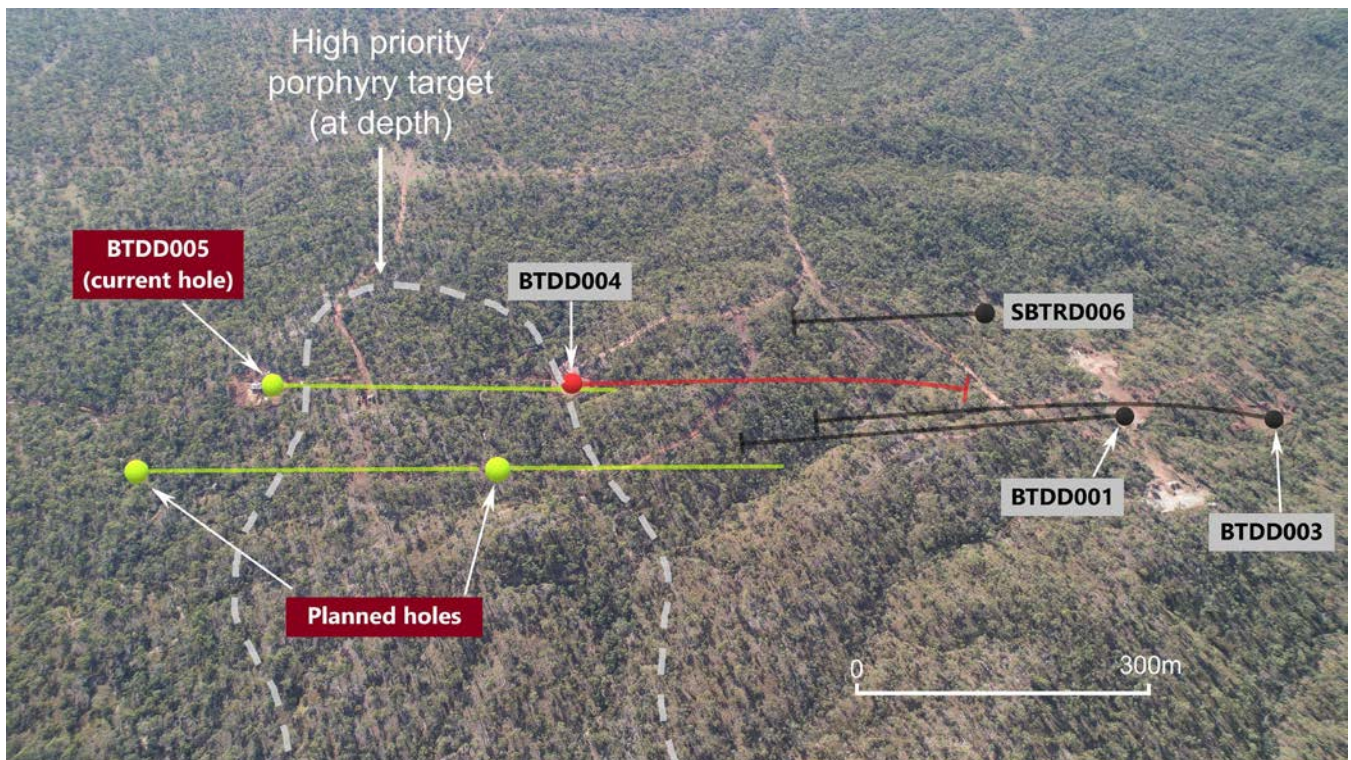 High priority
porphyry target
(at depth)
BTDD005
(current hole)
BTDD004
SBTRD006
BTDD001
BTDD003
Planned holes
0
300m